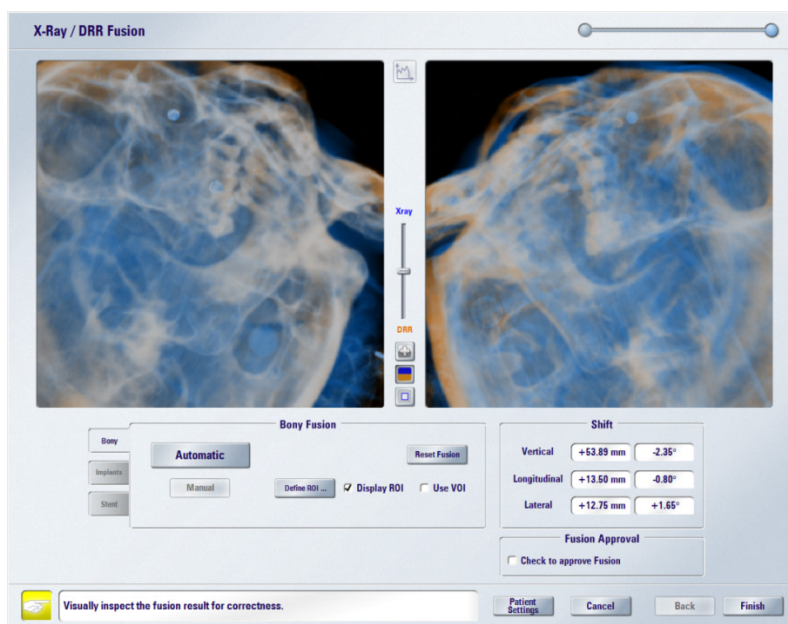 X-Ray / DRR Fusion
Xray
DRR
Bony Fusion
Bony
Implants
Stent
Automatic
Reset Fusion
Manual
Define ROI ...
Display ROI
Use VOI
Shift
Vertical +53.89 mm -2.35°
Longitudinal +13.50 mm -0.80°
Lateral +12.75 mm +1.65°
Fusion Approval
Check to approve Fusion
Visually inspect the fusion result for correctness.
Patient
Settings
Cancel
Back
Finish